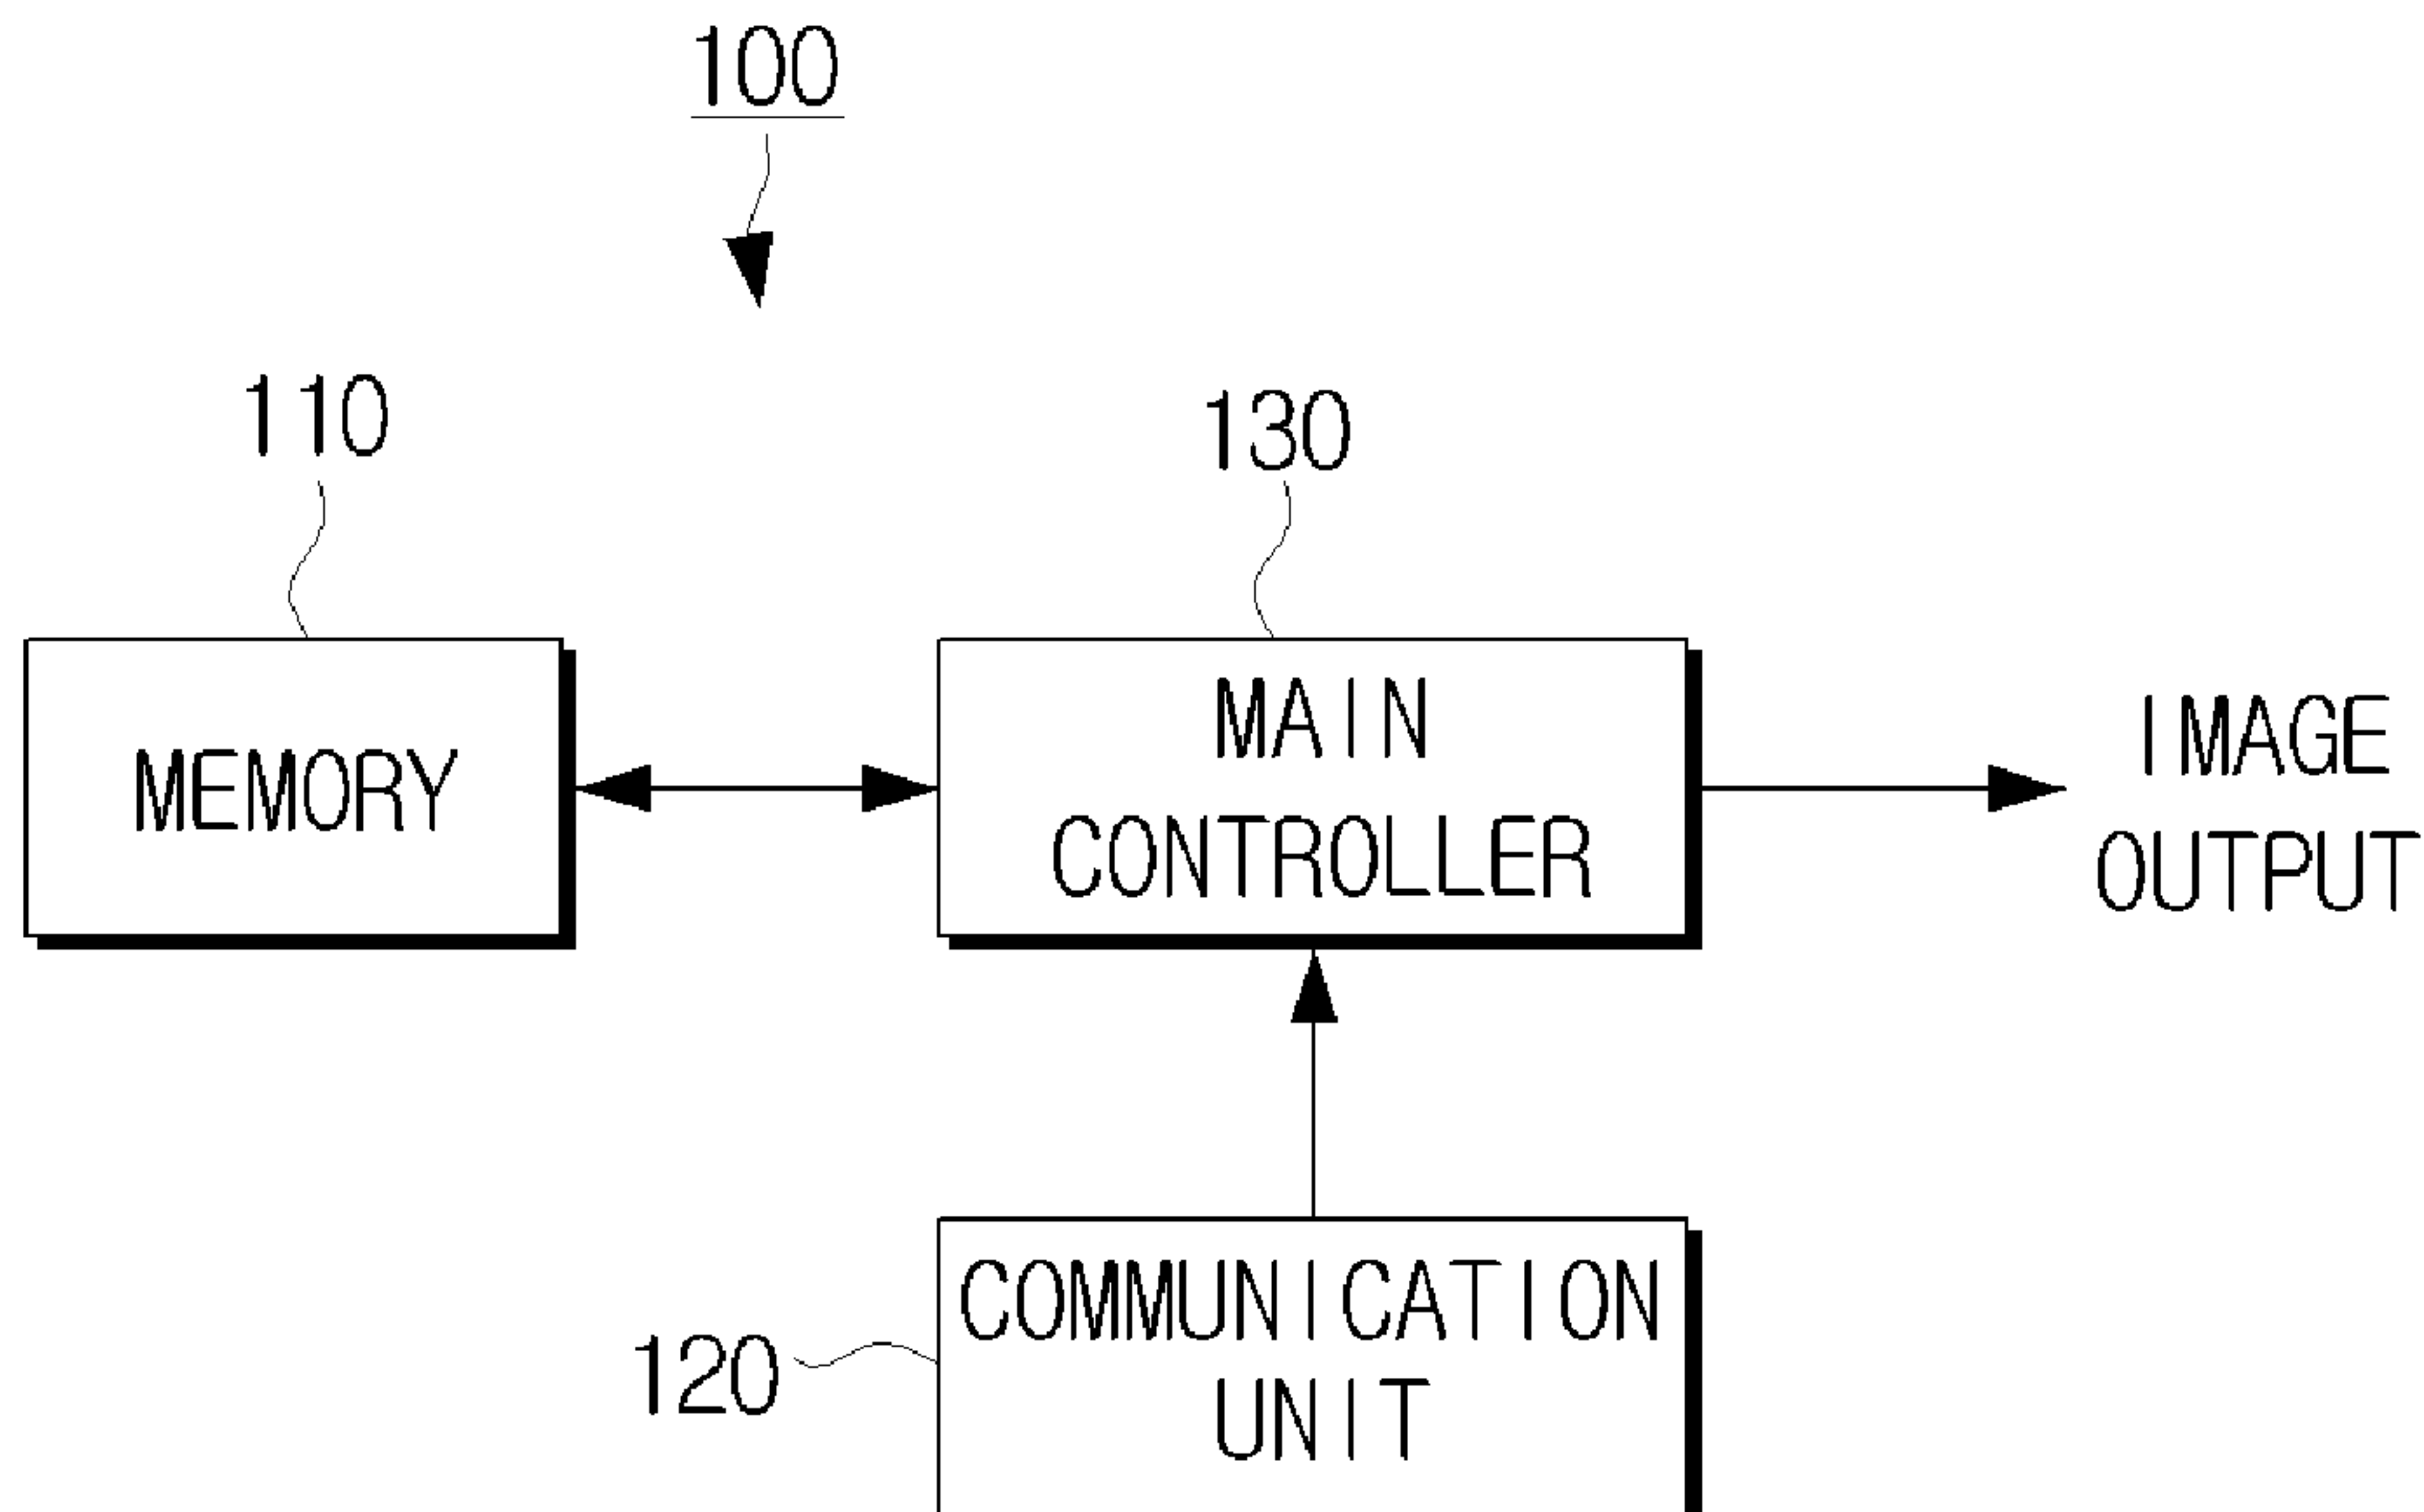 100
110
130
MEMORY
MAIN
CONTROLLER
IMAGE
OUTPUT
120
COMMUNICATION
UNIT